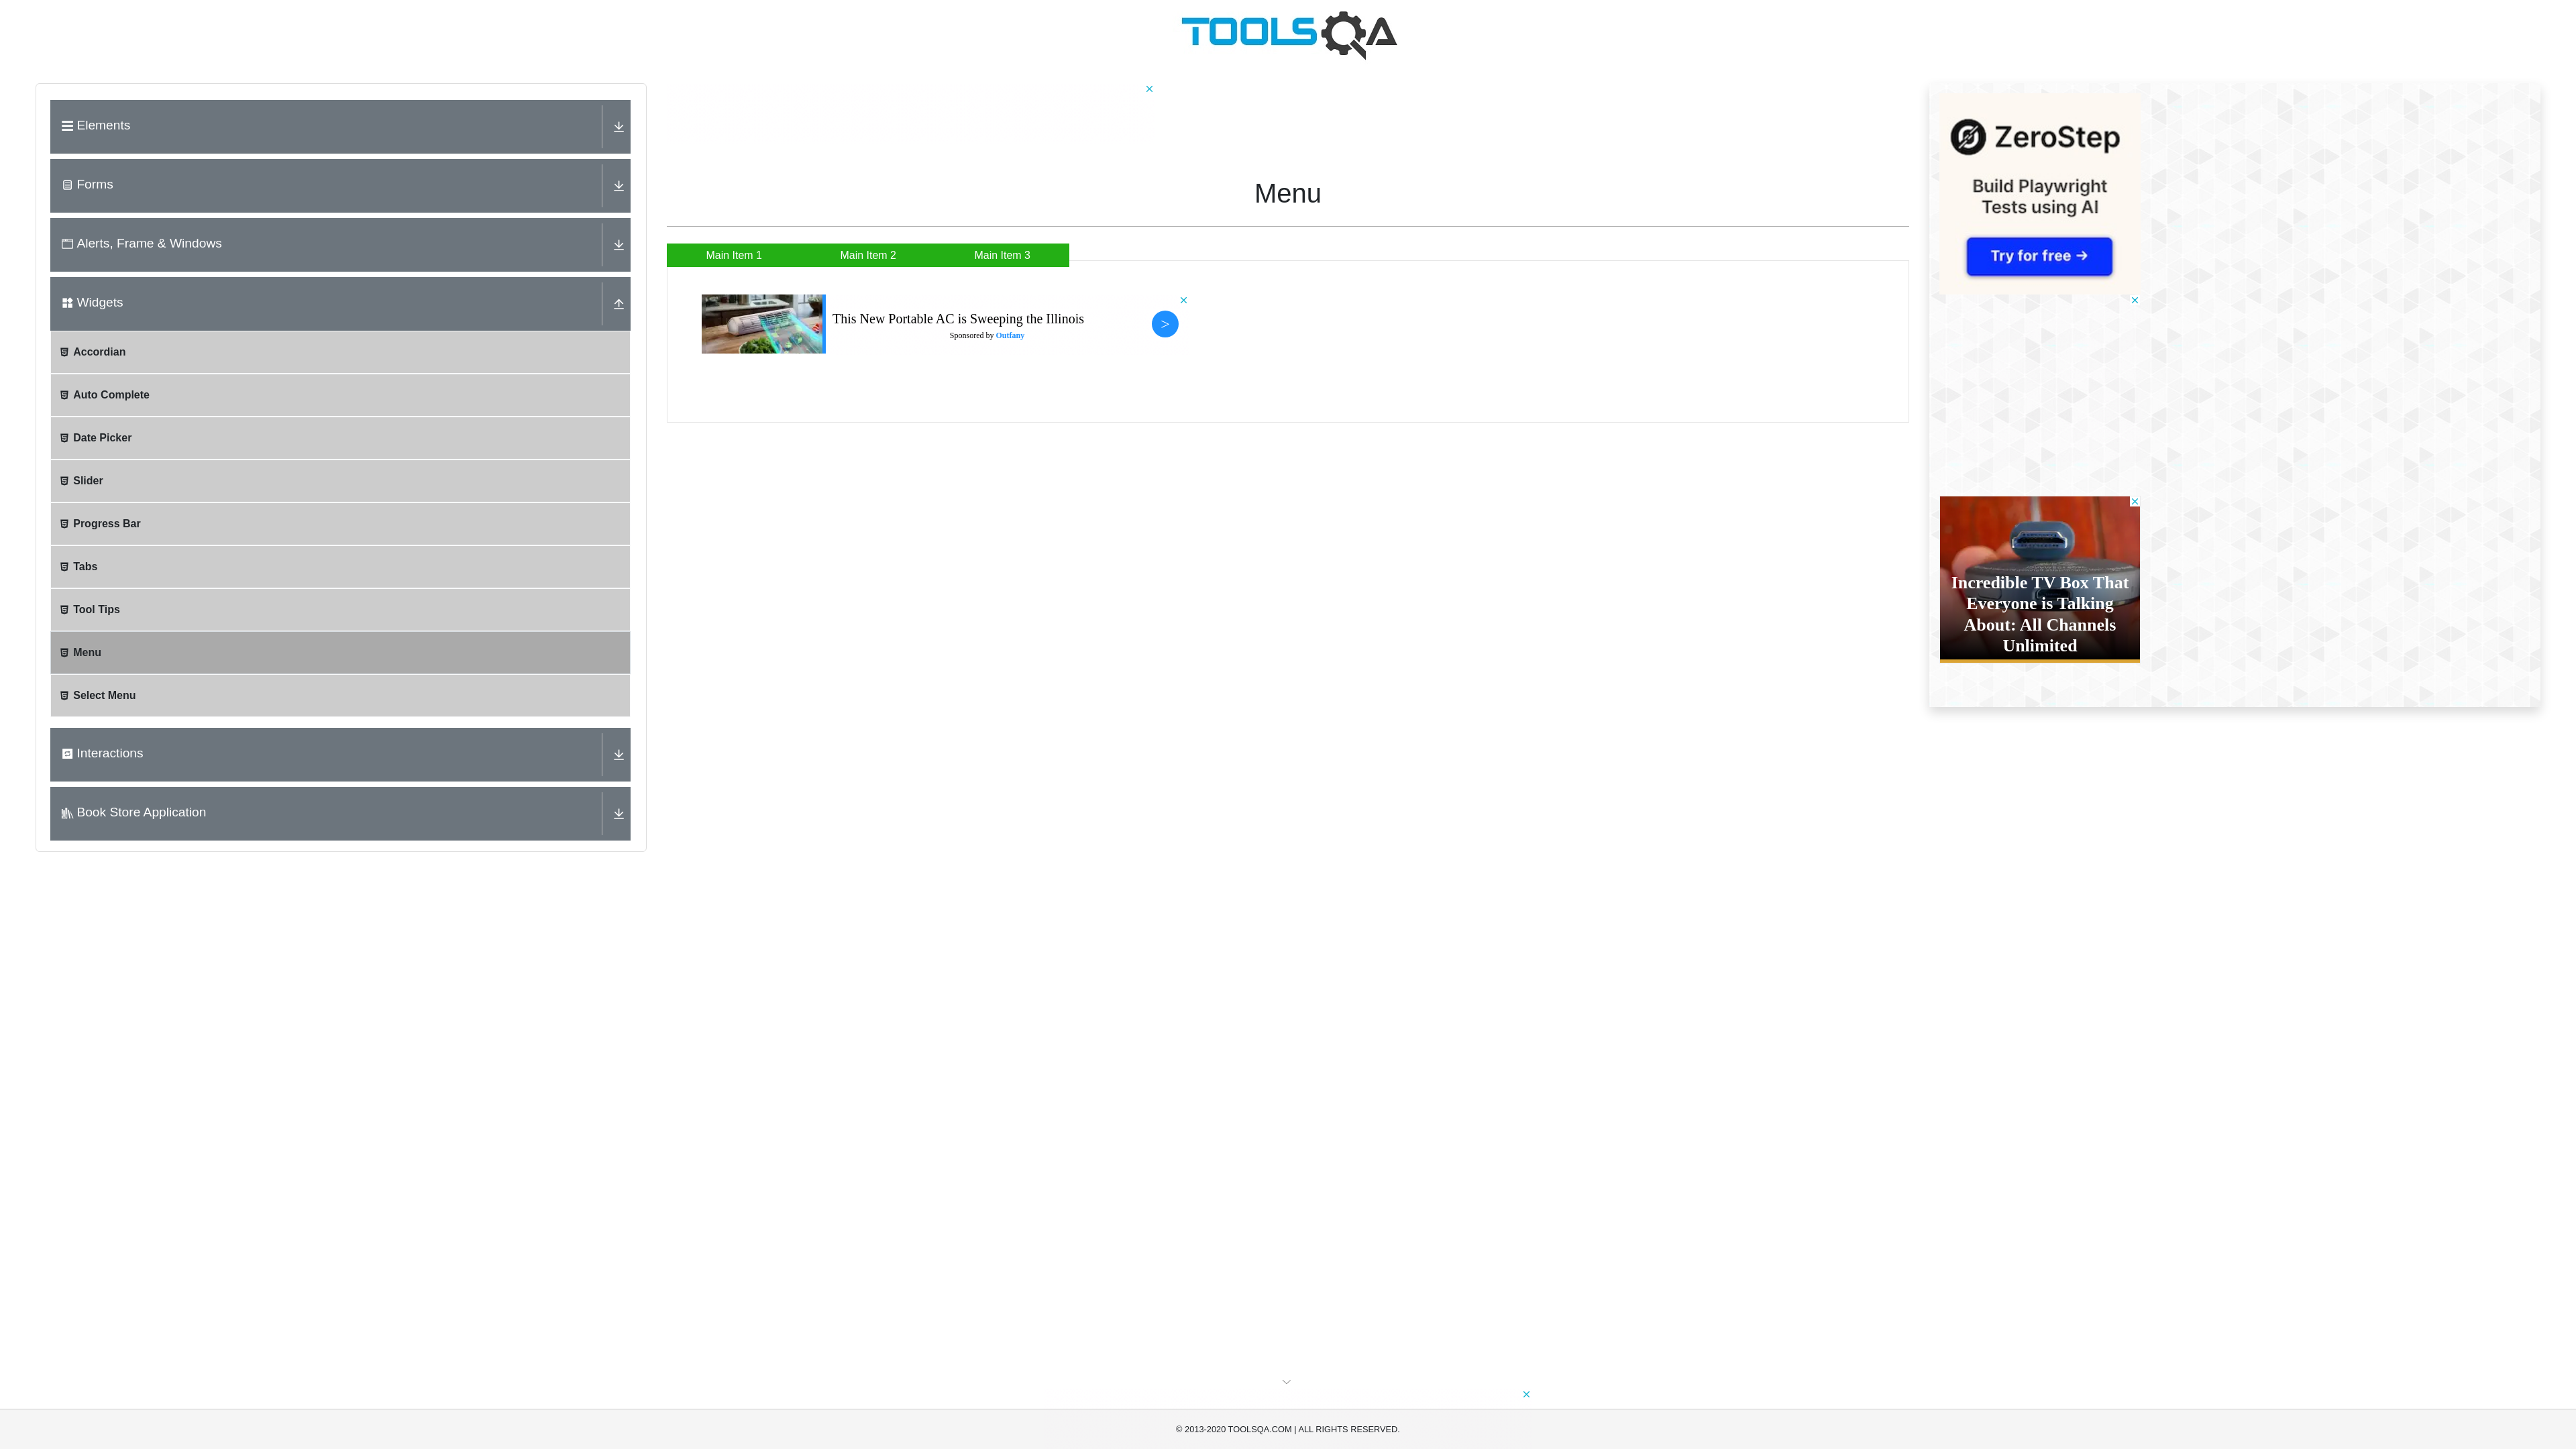 TOOLSQA
Elements
Forms
Alerts, Frame & Windows
Widgets
Accordian
Auto Complete
Date Picker
Slider
Progress Bar
Tabs
Tool Tips
Menu
Select Menu
Interactions
Book Store Application
Menu
Main Item 1
Main Item 2
Main Item 3
This New Portable AC is Sweeping the Illinois
Sponsored by Outfany
>
ZeroStep
Build Playwright
Tests using AI
Try for free →
Incredible TV Box That
Everyone is Talking
About: All Channels
Unlimited
© 2013-2020 TOOLSQA.COM | ALL RIGHTS RESERVED.